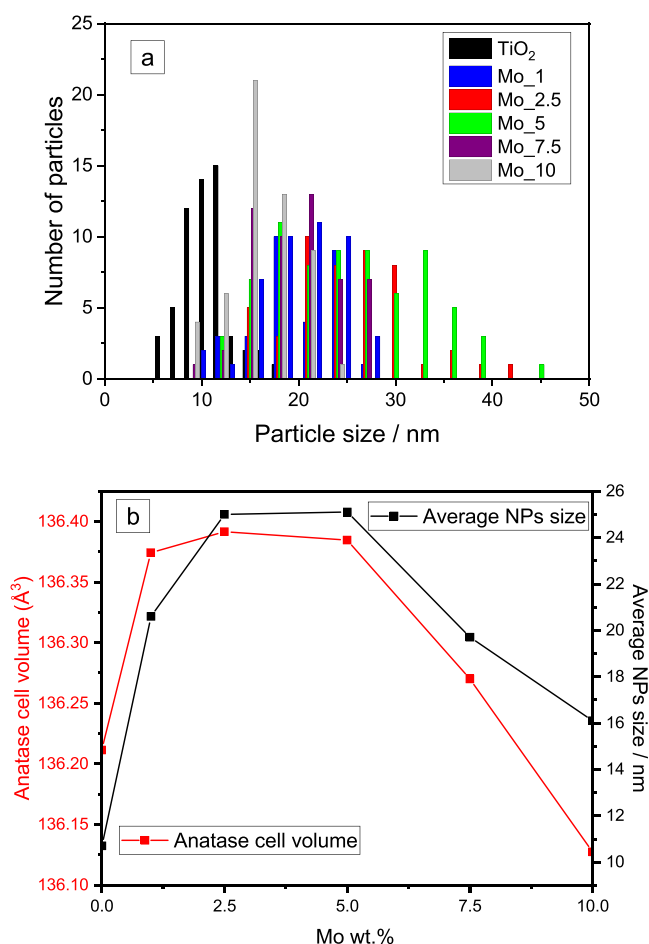 a
TiO2
Mo_1
Mo_2.5
Mo_5
Mo_7.5
Mo_10
Number of particles
25
20
15
10
5
0
0 10 20 30 40 50
Particle size / nm
b
Average NPs size
Anatase cell volume
Anatase cell volume (Å3)
136.40
136.35
136.30
136.25
136.20
136.15
136.10
26
24
22
20
18
16
14
12
10
Average NPs size / nm
0.0 2.5 5.0 7.5 10.0
Mo wt.%